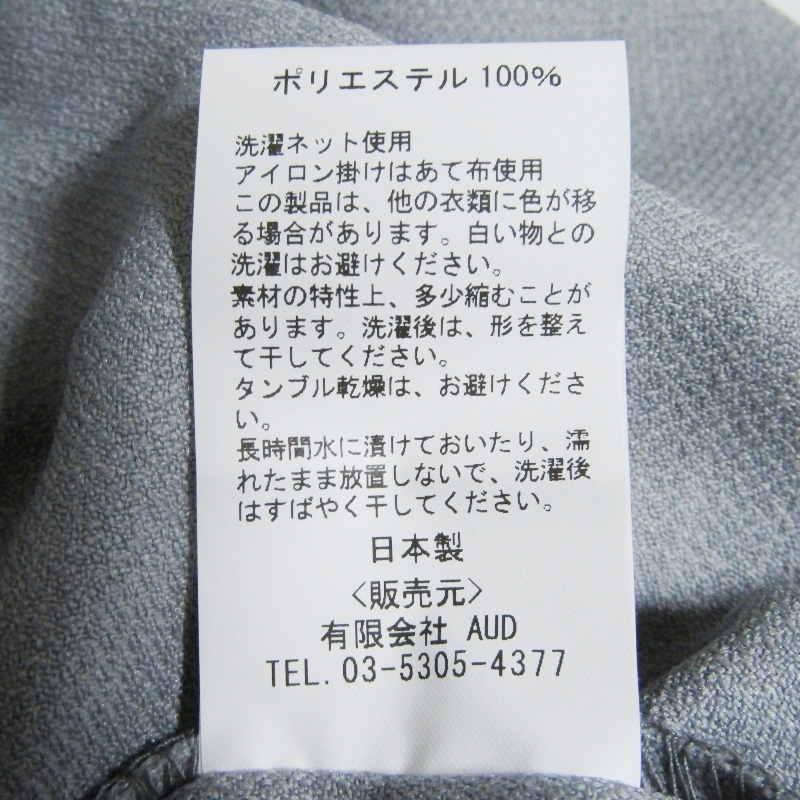 ポリエステル 100%
洗濯ネット使用
アイロン掛けはあて布使用
この製品は、他の衣類に色が移
る場合があります。白い物との
洗濯はお避けください。
素材の特性上、多少縮むことが
あります。洗濯後は、形を整え
て干してください。
タンブル乾燥は、お避けくださ
い。
長時間水に漬けておいたり、濡
れたまま放置しないで、洗濯後
はすばやく干してください。
日本製
〈販売元〉
有限会社 AUD
TEL. 03-5305-4377